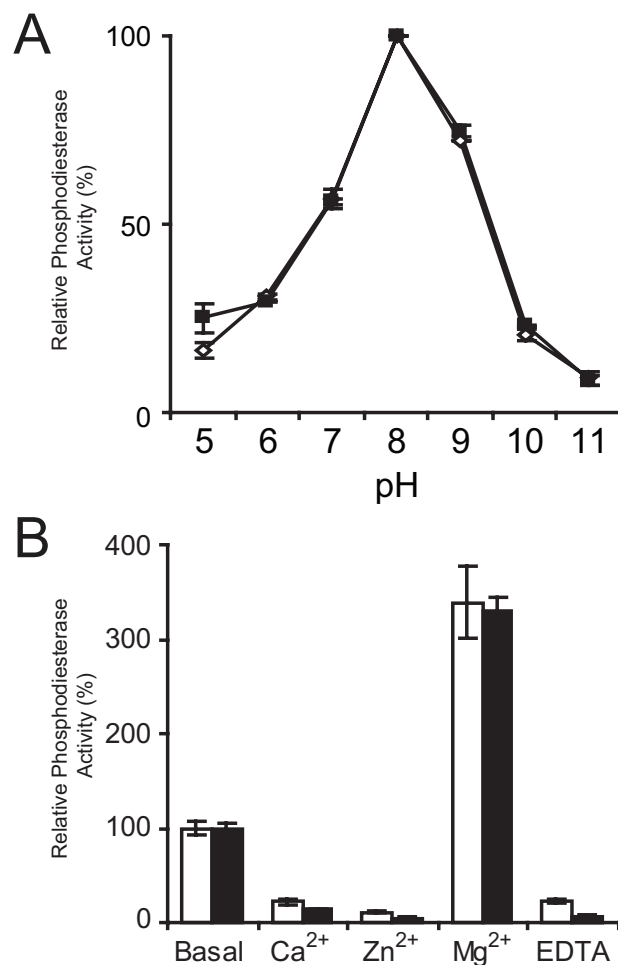 A
Relative Phosphodiesterase
Activity (%)
100
50
0
5 6 7 8 9 10 11
pH
B
Relative Phosphodiesterase
Activity (%)
400
300
200
100
0
Basal Ca²⁺ Zn²⁺ Mg²⁺ EDTA